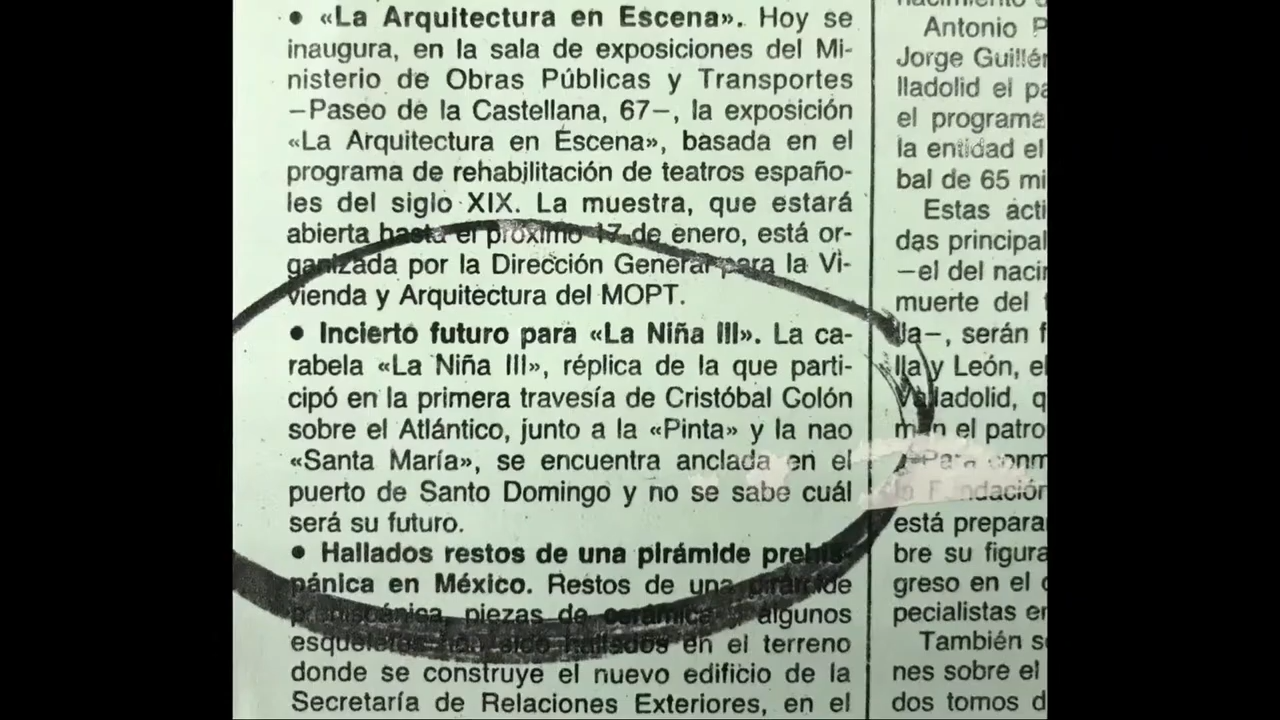 • «La Arquitectura en Escena». Hoy se
inaugura, en la sala de exposiciones del Mi-
nisterio de Obras Públicas y Transportes
–Paseo de la Castellana, 67–, la exposición
«La Arquitectura en Escena», basada en el
programa de rehabilitación de teatros españo-
les del siglo XIX. La muestra, que estará
abierta hasta el próximo 17 de enero, está or-
ganizada por la Dirección General para la Vi-
vienda y Arquitectura del MOPT.
• Incierto futuro para «La Niña III». La ca-
rabela «La Niña III», réplica de la que parti-
cipó en la primera travesía de Cristóbal Colón
sobre el Atlántico, junto a la «Pinta» y la nao
«Santa María», se encuentra anclada en el
puerto de Santo Domingo y no se sabe cuál
será su futuro.
• Hallados restos de una pirámide prehis-
pánica en México. Restos de una pirámide
prehispánica, piezas de cerámica y algunos
esqueletos han sido hallados en el terreno
donde se construye el nuevo edificio de la
Secretaría de Relaciones Exteriores, en el
Antonio P
Jorge Guillén
lladolid el pa
el programa
la entidad el
bal de 65 mi
Estas acti
das principal
–el del nacin
muerte del
lla–, serán f
lla y León, el
Valladolid, q
man el patro
Para conm
la Fundación
está prepara
bre su figura
greso en el c
pecialistas en
También se
nes sobre el
dos tomos d